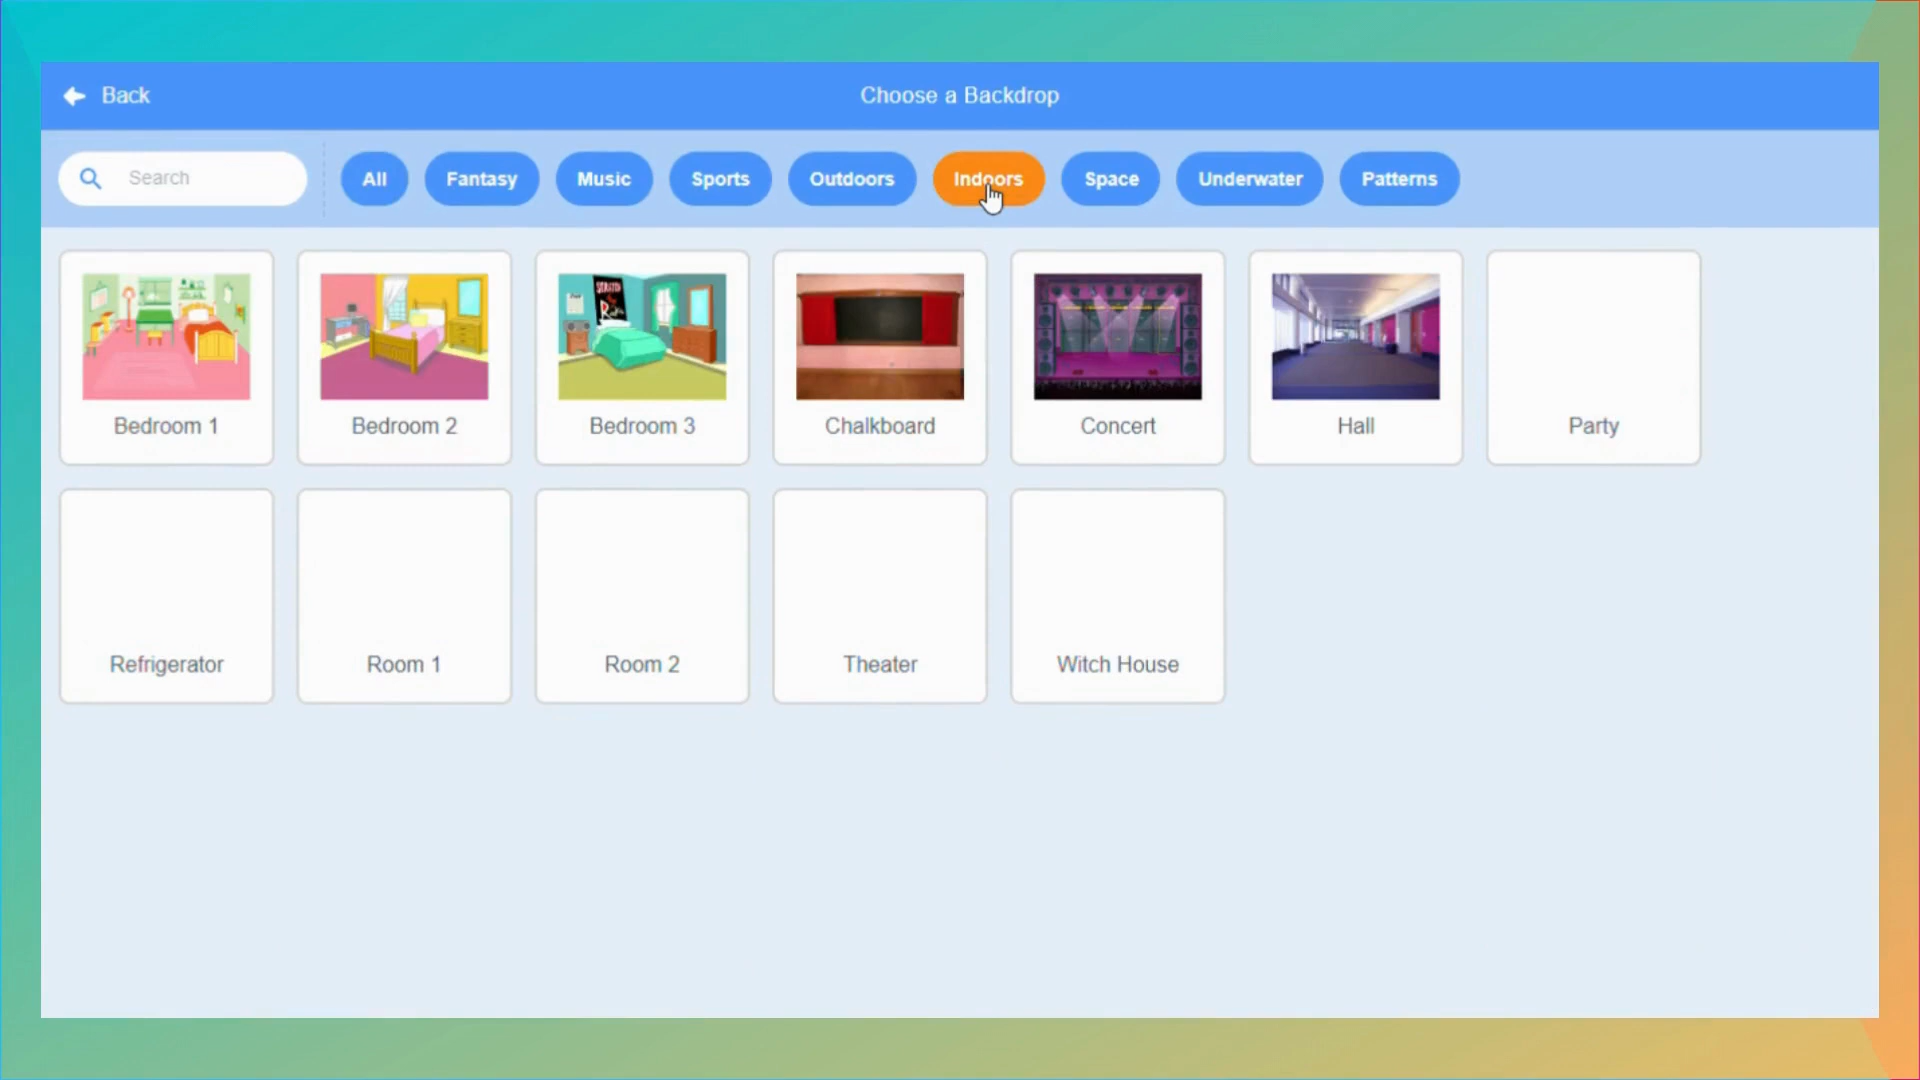 Back
Choose a Backdrop
Search
All
Fantasy
Music
Sports
Outdoors
Indoors
Space
Underwater
Patterns
Bedroom 1
Bedroom 2
Bedroom 3
Chalkboard
Concert
Hall
Party
Refrigerator
Room 1
Room 2
Theater
Witch House